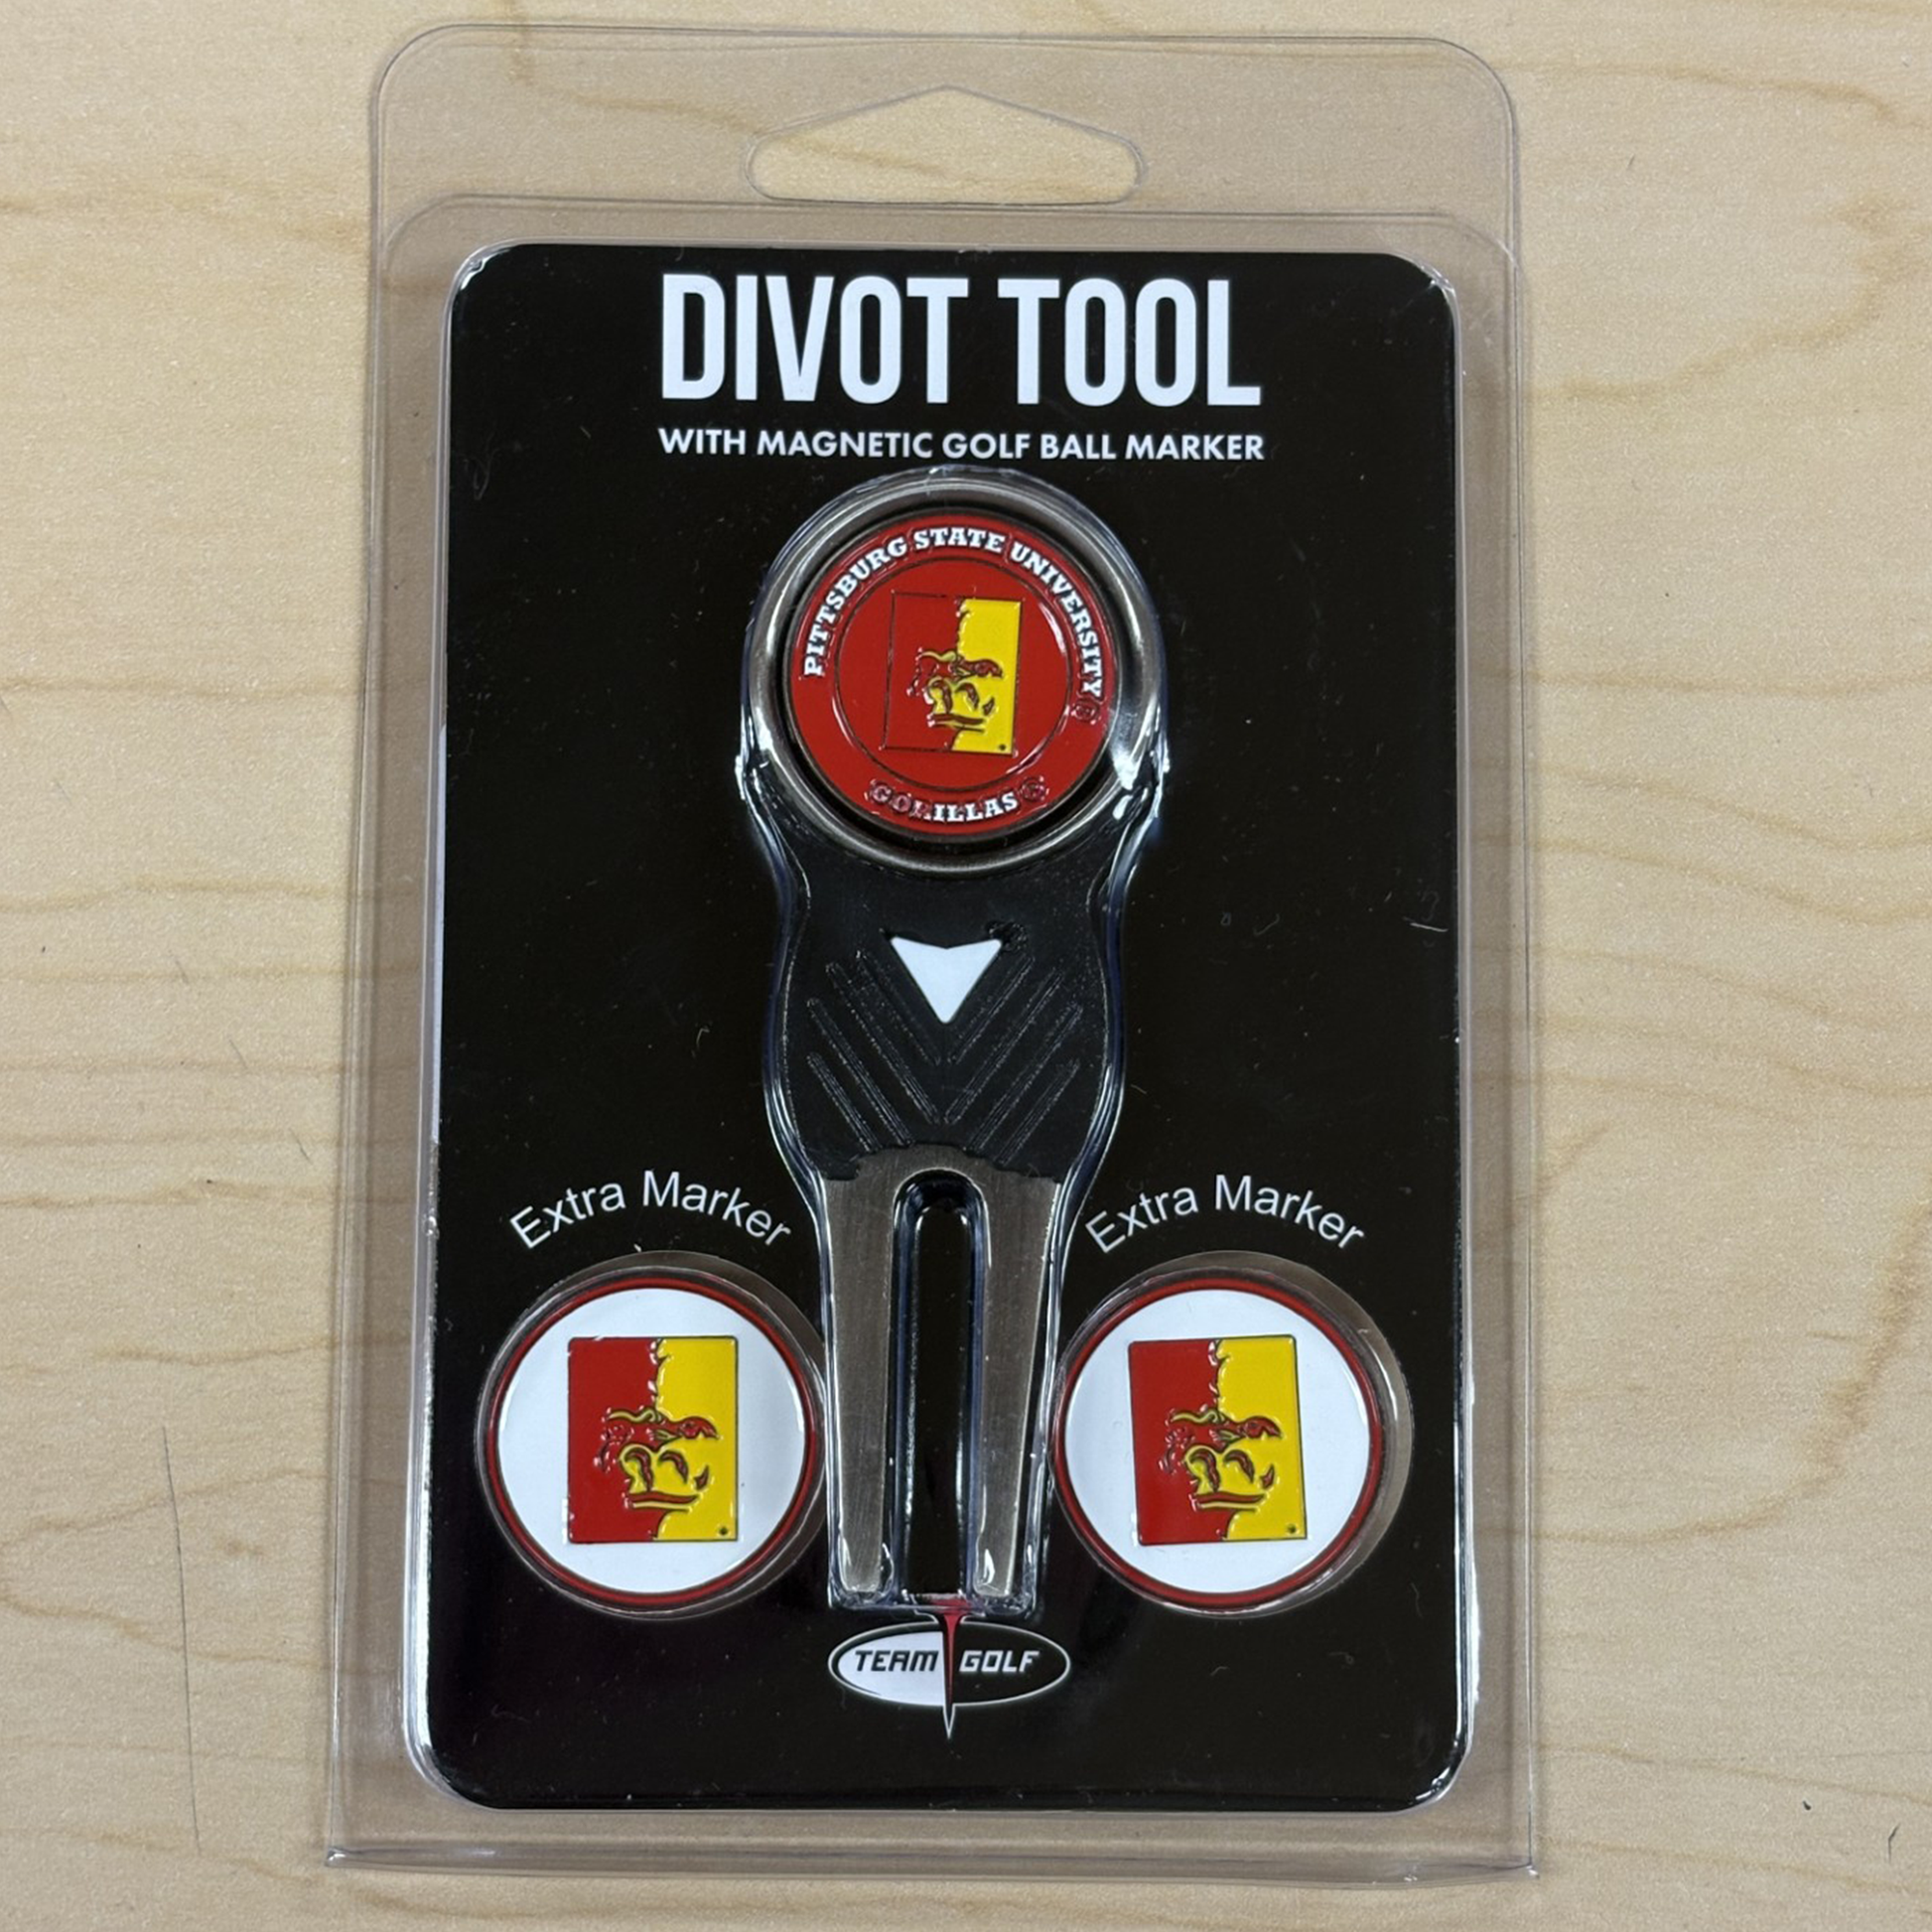 DIVOT TOOL
WITH MAGNETIC GOLF BALL MARKER
PITTSBURG STATE UNIVERSITY®
GORILLAS
Extra Marker
Extra Marker
TEAM GOLF